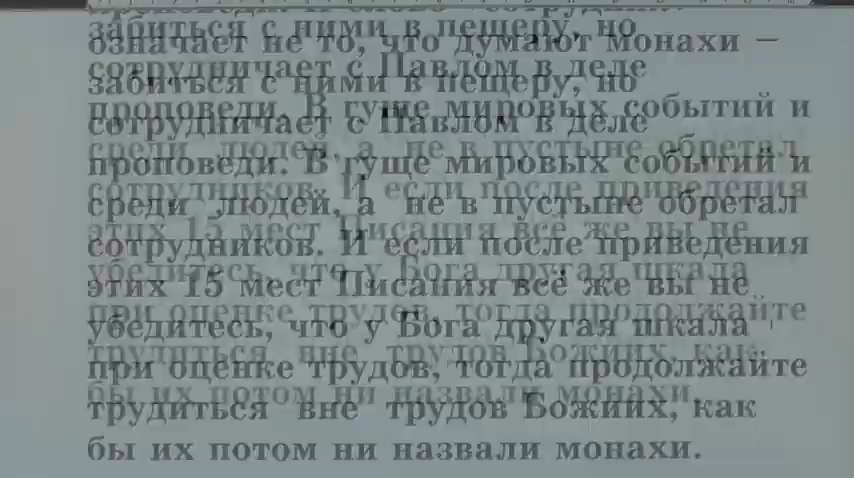 означает не то, что думают монахи –
забиться с ними в пещеру, но
сотрудничает с Павлом в деле
проповеди. В гуще мировых событий и
среди людей, а не в пустыне обретал
сотрудников. И если после приведения
этих 15 мест Писания всё же вы не
убедитесь, что у Бога другая шкала
при оценке трудов, тогда продолжайте
трудиться вне трудов Божиих, как
бы их потом ни назвали монахи.